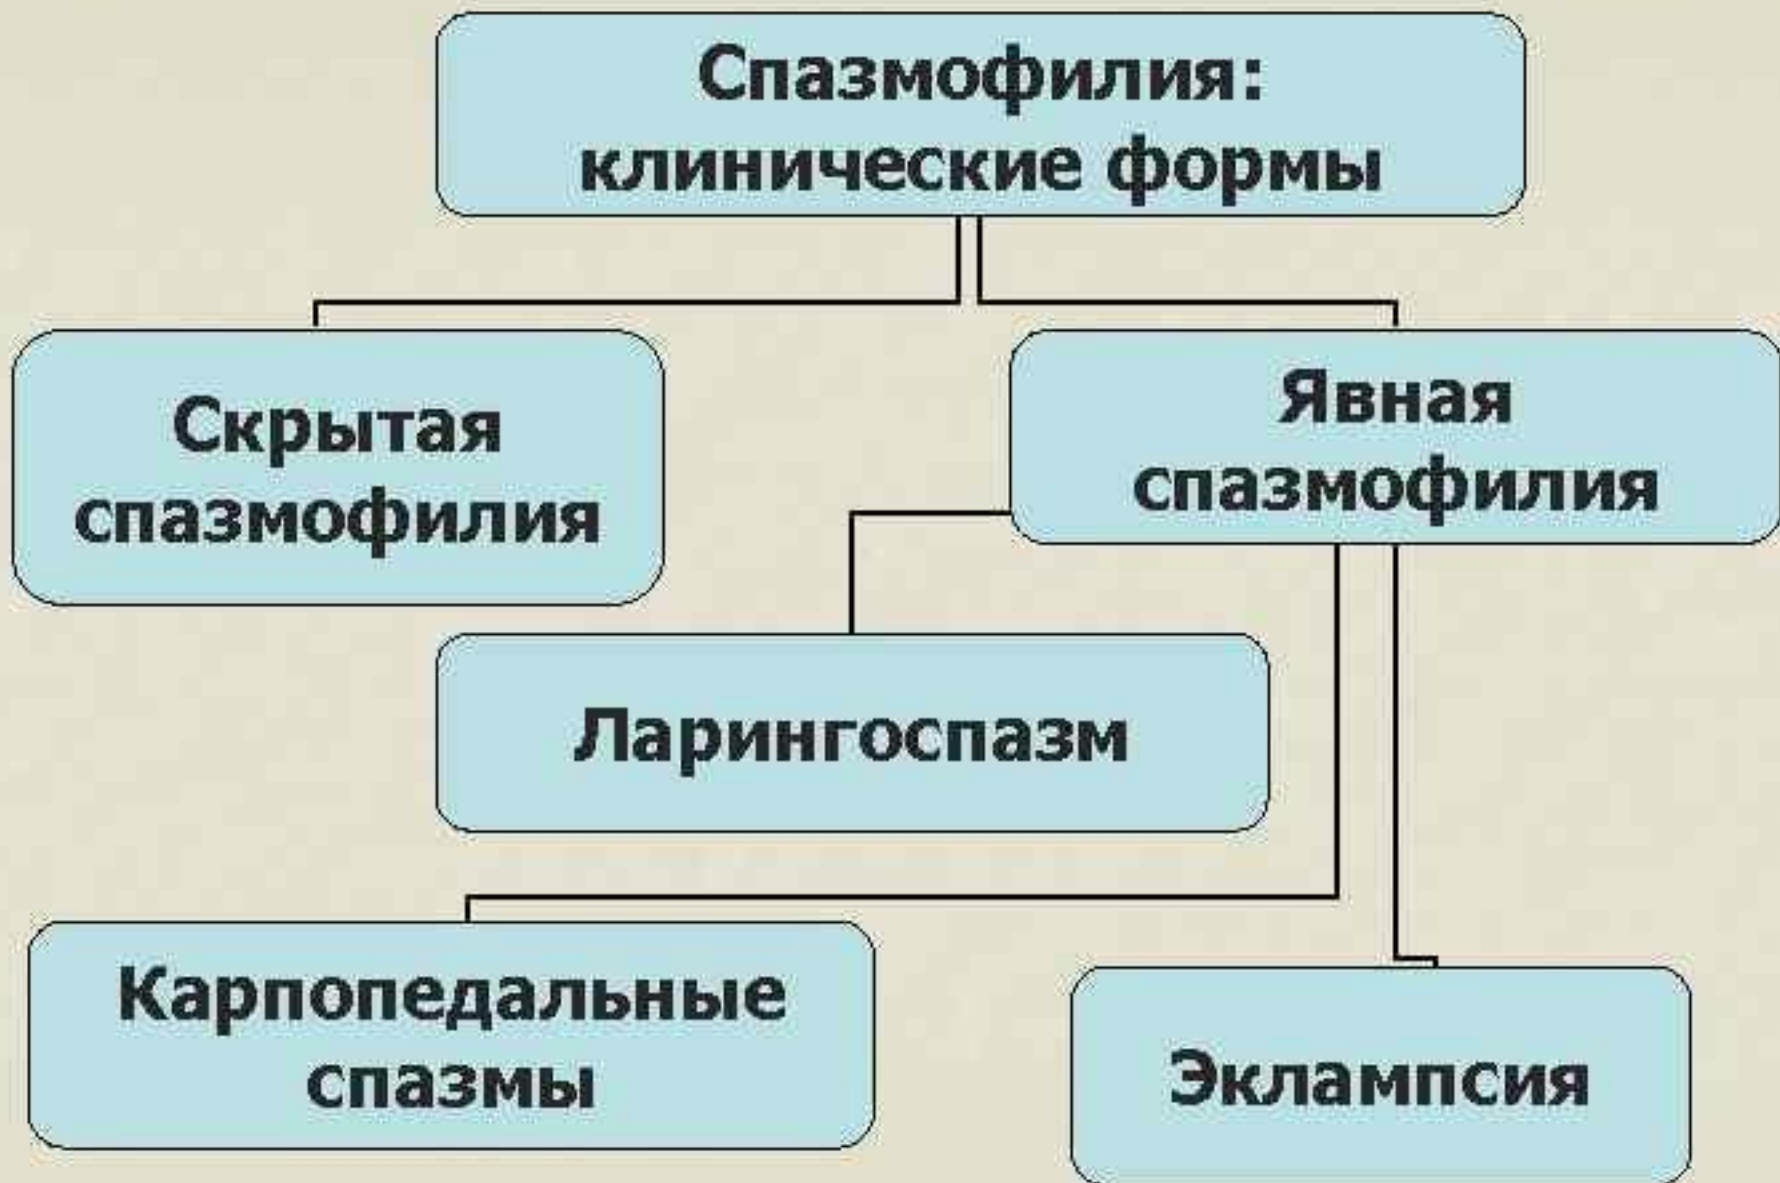 Спазмофилия:
клинические формы
Скрытая
спазмофилия
Явная
спазмофилия
Ларингоспазм
Карпопедальные
спазмы
Эклампсия